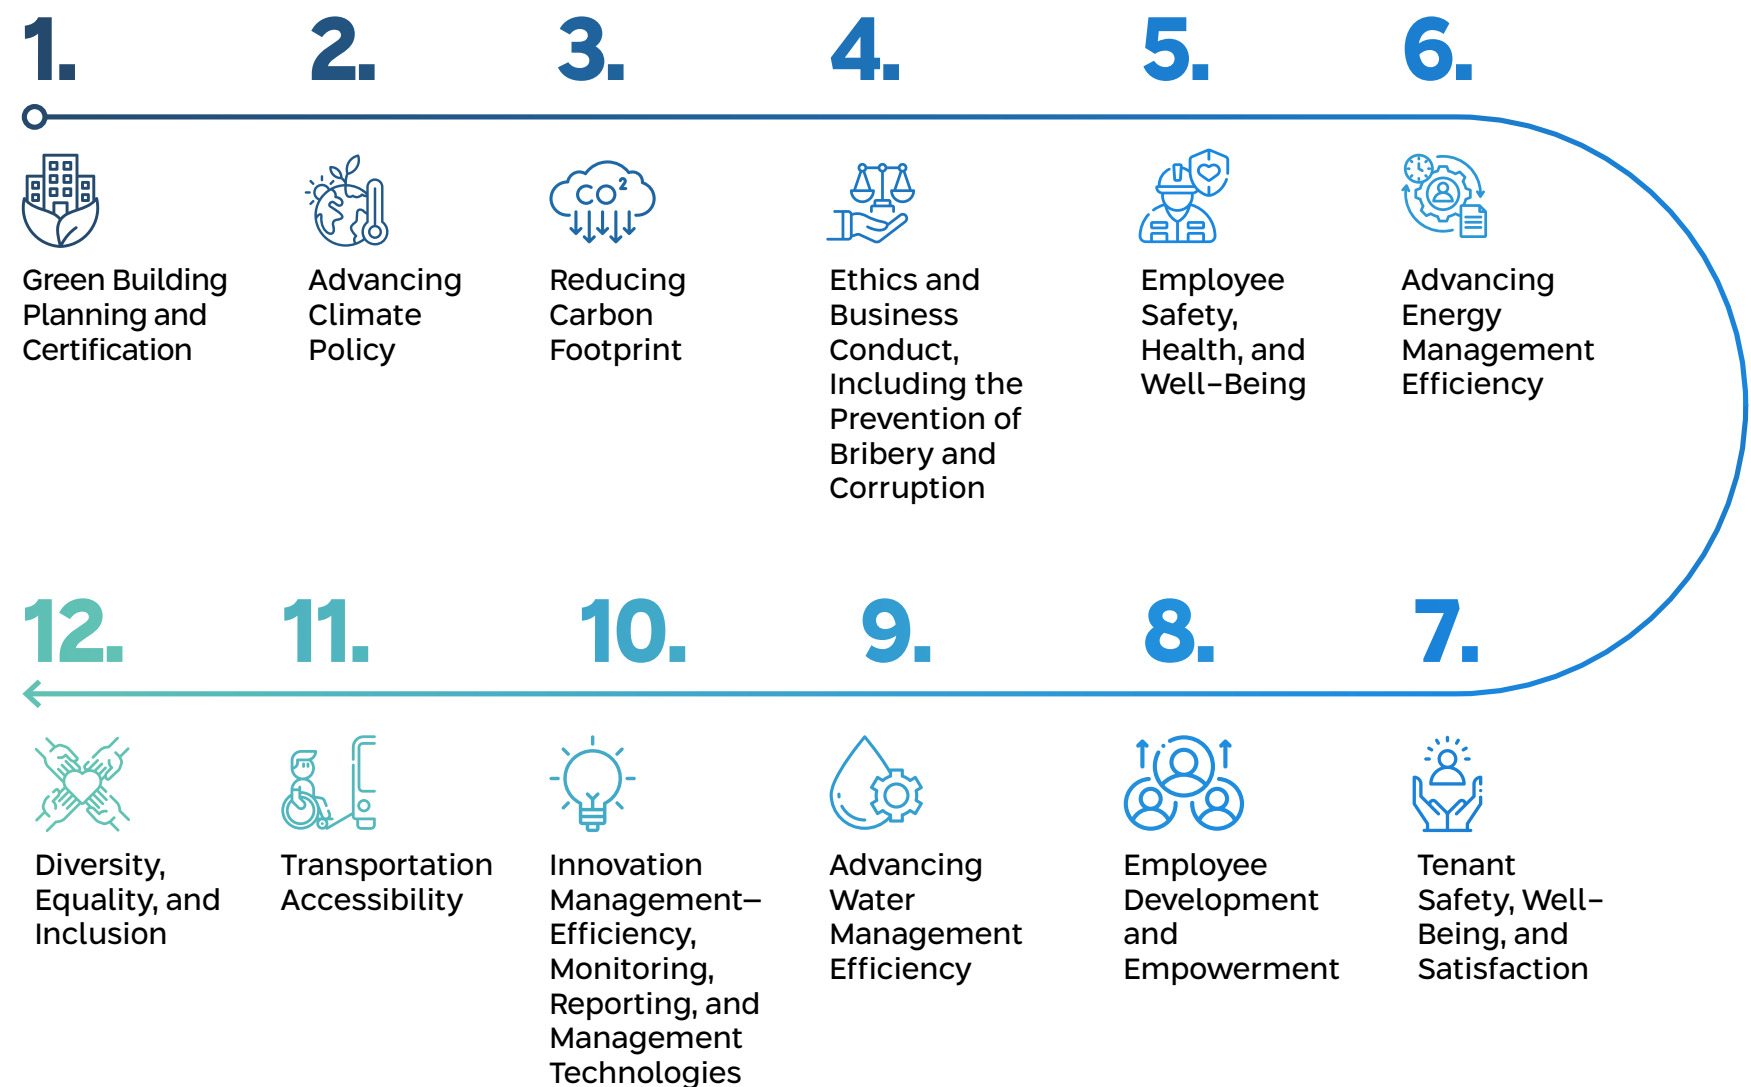 1.
Green Building
Planning and
Certification
2.
Advancing
Climate
Policy
3.
CO²
Reducing
Carbon
Footprint
4.
Ethics and
Business
Conduct,
Including the
Prevention of
Bribery and
Corruption
5.
Employee
Safety,
Health, and
Well-Being
6.
Advancing
Energy
Management
Efficiency
7.
Tenant
Safety, Well-
Being, and
Satisfaction
8.
Employee
Development
and
Empowerment
9.
Advancing
Water
Management
Efficiency
10.
Innovation
Management—
Efficiency,
Monitoring,
Reporting, and
Management
Technologies
11.
Transportation
Accessibility
12.
Diversity,
Equality, and
Inclusion